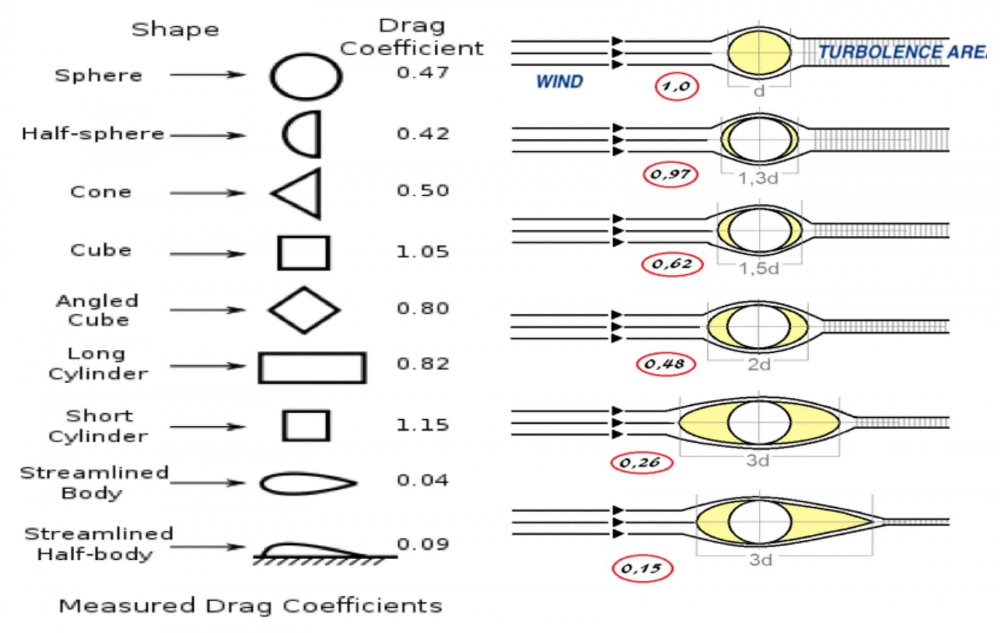 Shape
Drag
Coefficient
Sphere
0.47
Half-sphere
0.42
Cone
0.50
Cube
1.05
Angled
Cube
0.80
Long
Cylinder
0.82
Short
Cylinder
1.15
Streamlined
Body
0.04
Streamlined
Half-body
0.09
Measured Drag Coefficients
TURBOLENCE ARE
WIND
1,0
d
0,97
1,3d
0,62
1,5d
0,48
2d
0,26
3d
0,15
3d